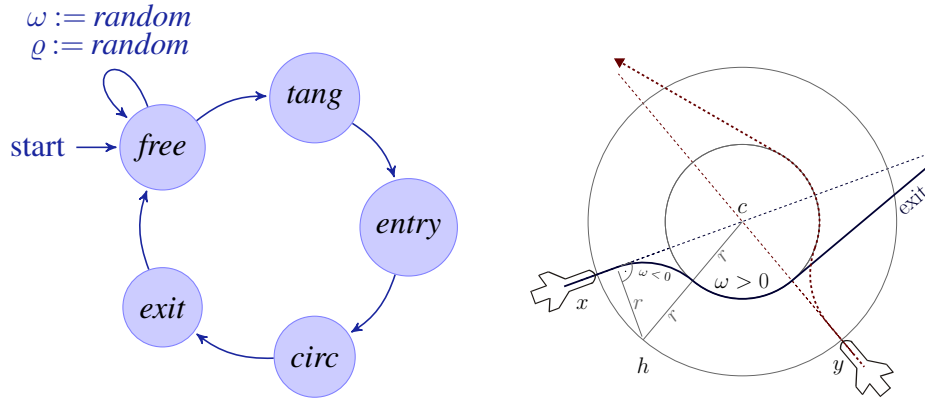 ω := random
ϱ := random
start
free
tang
entry
circ
exit
c
exit
r
ω < 0
ω > 0
x
r
r
h
y